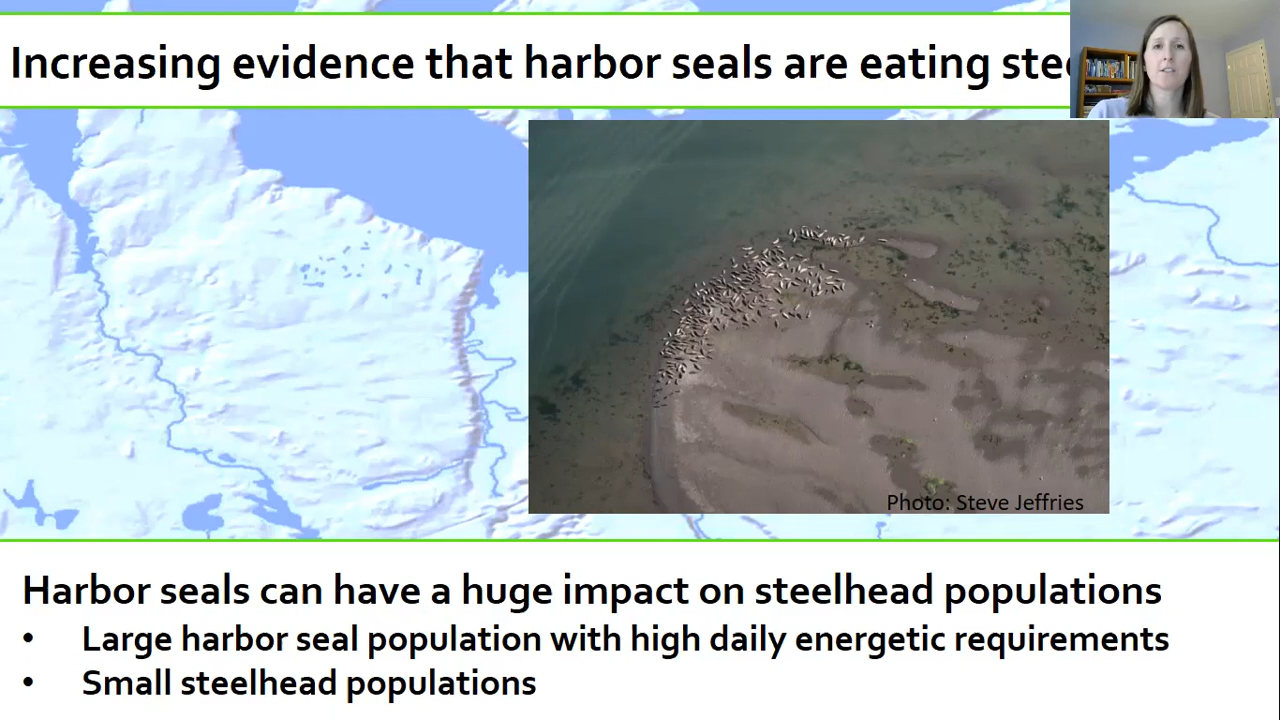 Increasing evidence that harbor seals are eating
Photo: Steve Jeffries
Harbor seals can have a huge impact on steelhead populations
• Large harbor seal population with high daily energetic requirements
• Small steelhead populations